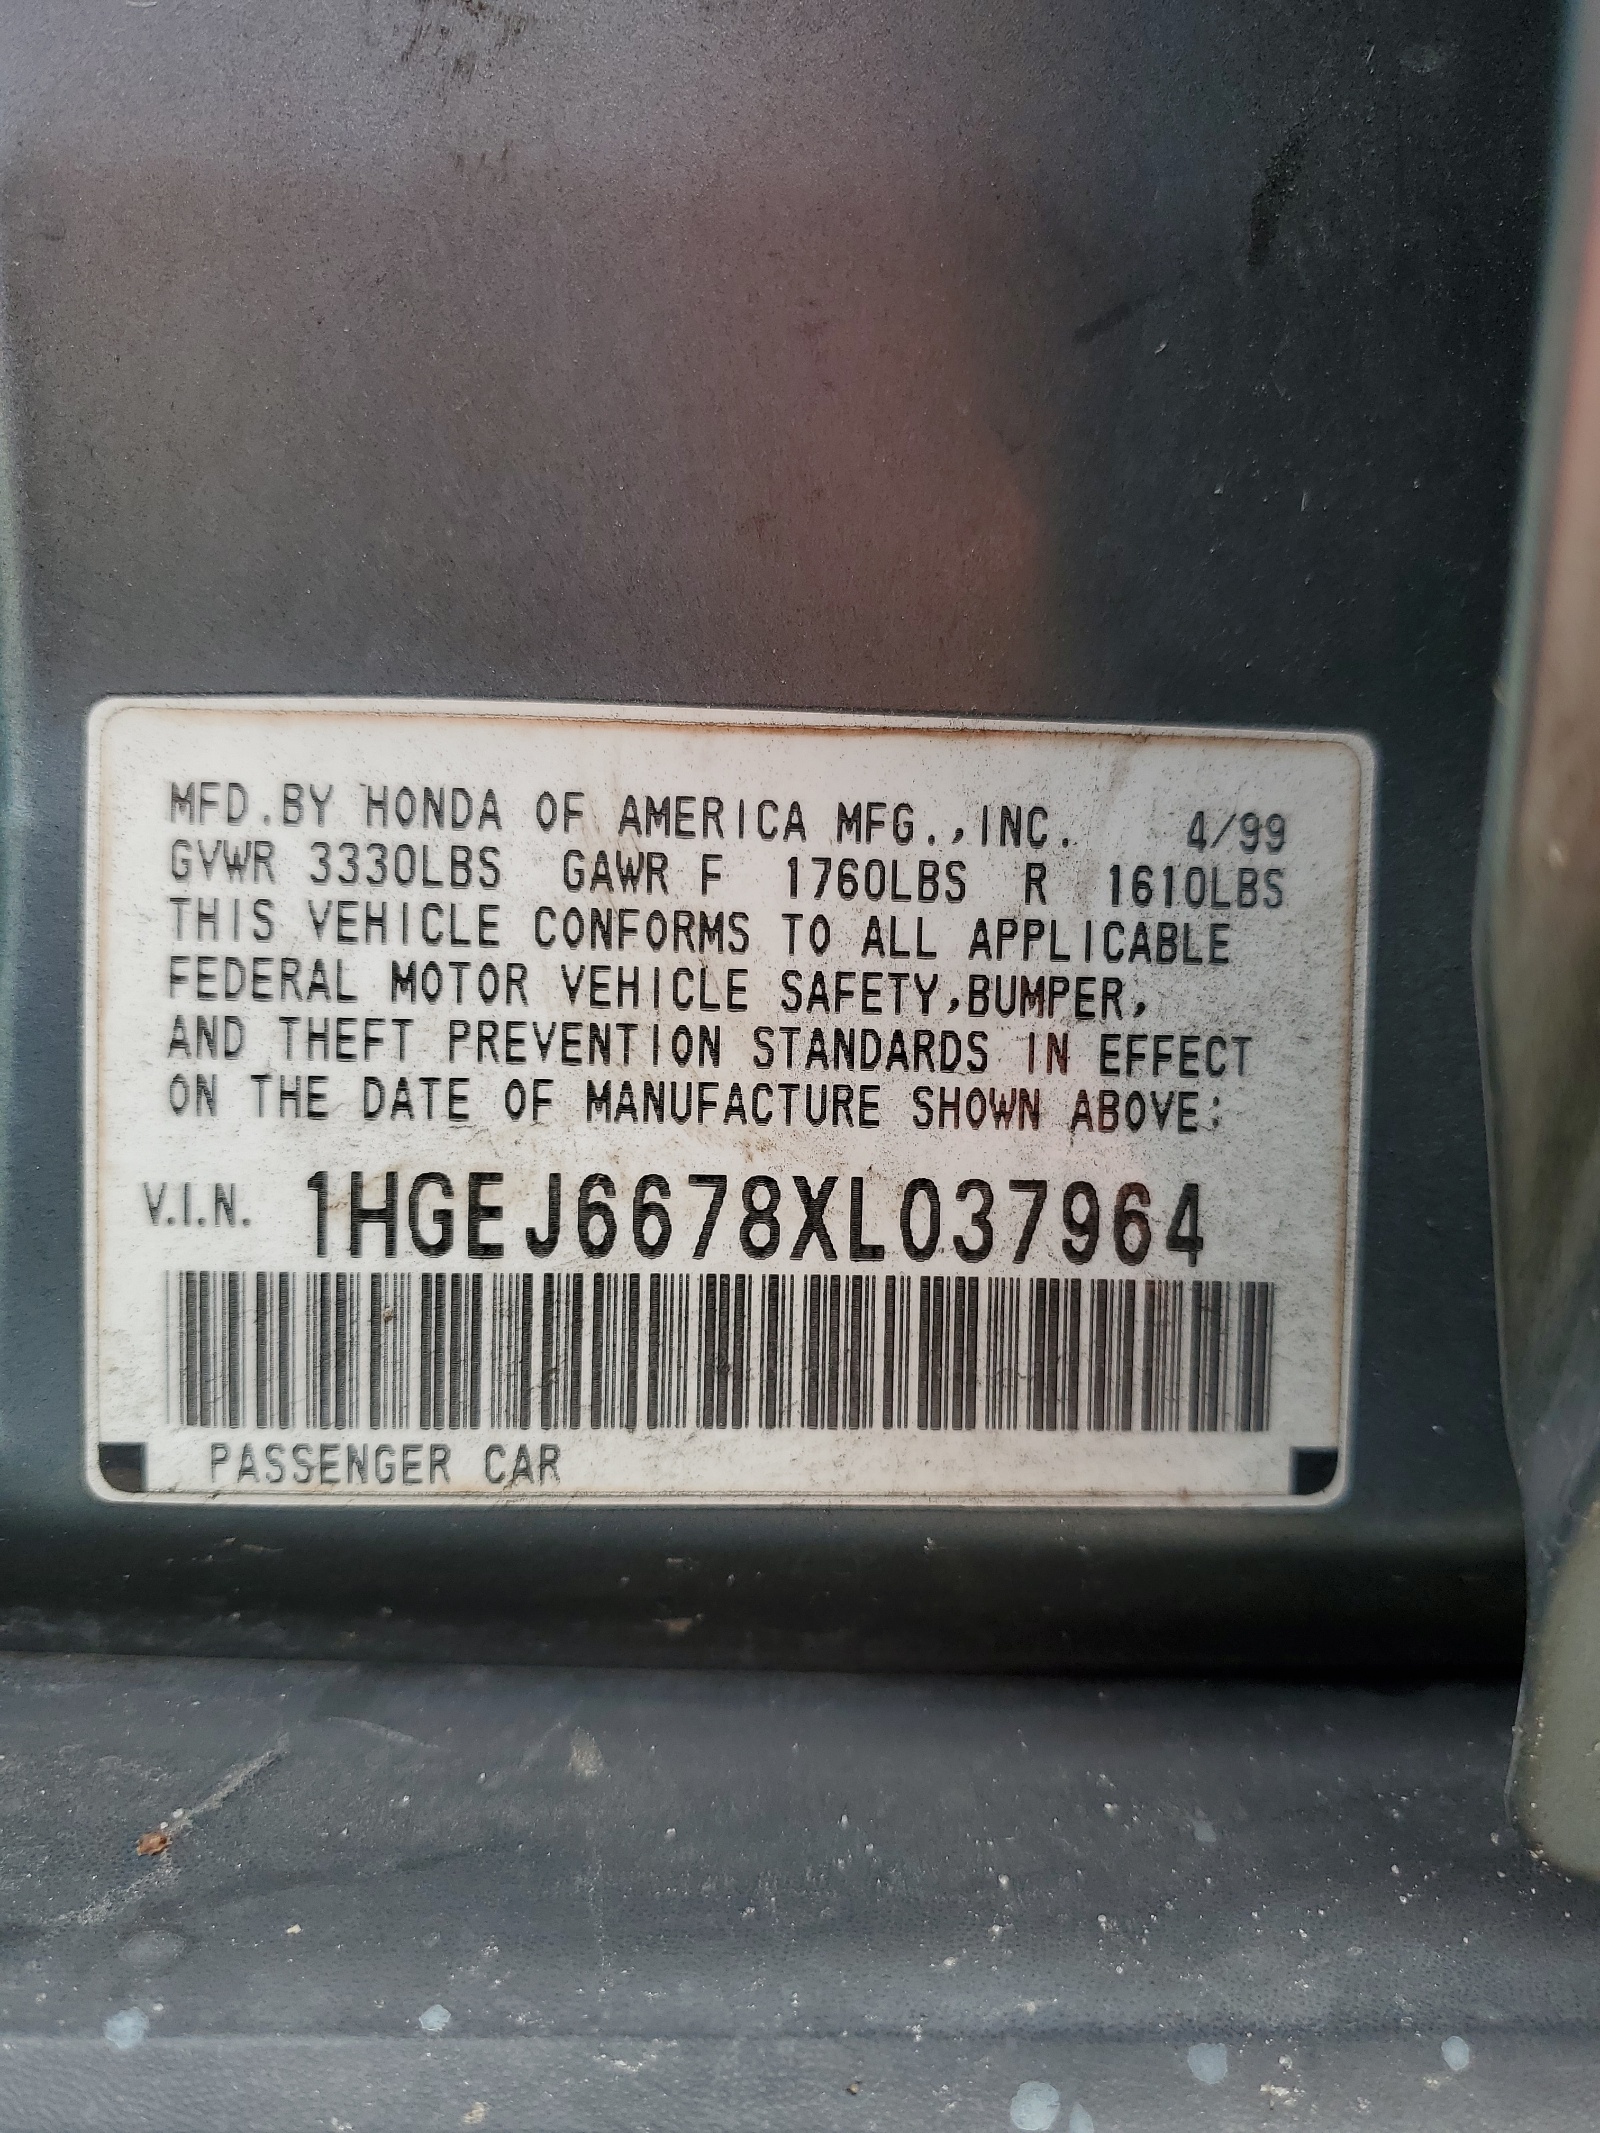 MFD.BY HONDA OF AMERICA MFG.,INC. 4/99
GVWR 3330LBS GAWR F 1760LBS R 1610LBS
THIS VEHICLE CONFORMS TO ALL APPLICABLE
FEDERAL MOTOR VEHICLE SAFETY,BUMPER,
AND THEFT PREVENTION STANDARDS IN EFFECT
ON THE DATE OF MANUFACTURE SHOWN ABOVE:
V.I.N. 1HGEJ6678XL037964
PASSENGER CAR